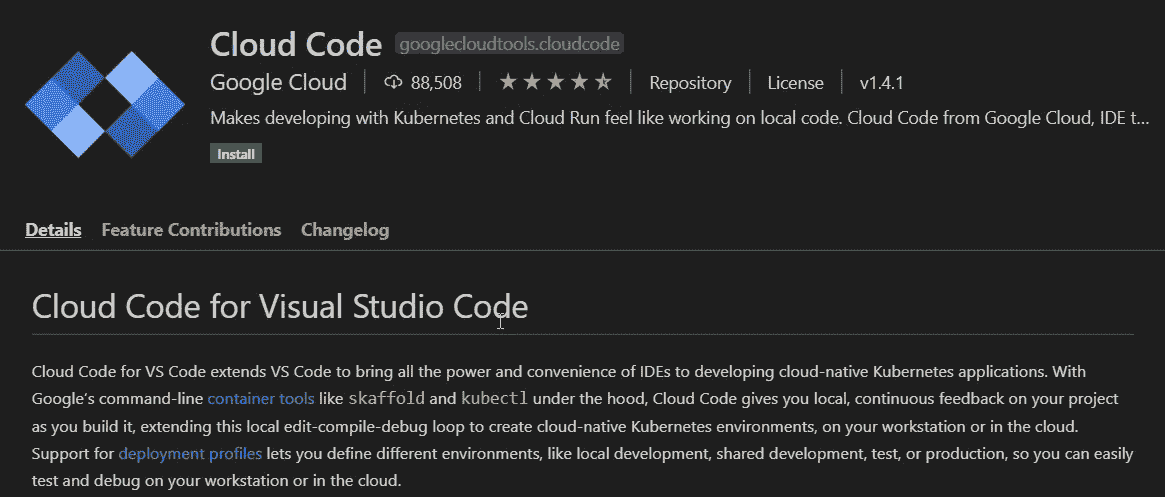 Cloud Code googlecloudtools.cloudcode
Google Cloud 88,508 Repository License v1.4.1
Makes developing with Kubernetes and Cloud Run feel like working on local code. Cloud Code from Google Cloud, IDE t...
Install
Details Feature Contributions Changelog
Cloud Code for Visual Studio Code
Cloud Code for VS Code extends VS Code to bring all the power and convenience of IDEs to developing cloud-native Kubernetes applications. With
Google's command-line container tools like skaffold and kubectl under the hood, Cloud Code gives you local, continuous feedback on your project
as you build it, extending this local edit-compile-debug loop to create cloud-native Kubernetes environments, on your workstation or in the cloud.
Support for deployment profiles lets you define different environments, like local development, shared development, test, or production, so you can easily
test and debug on your workstation or in the cloud.